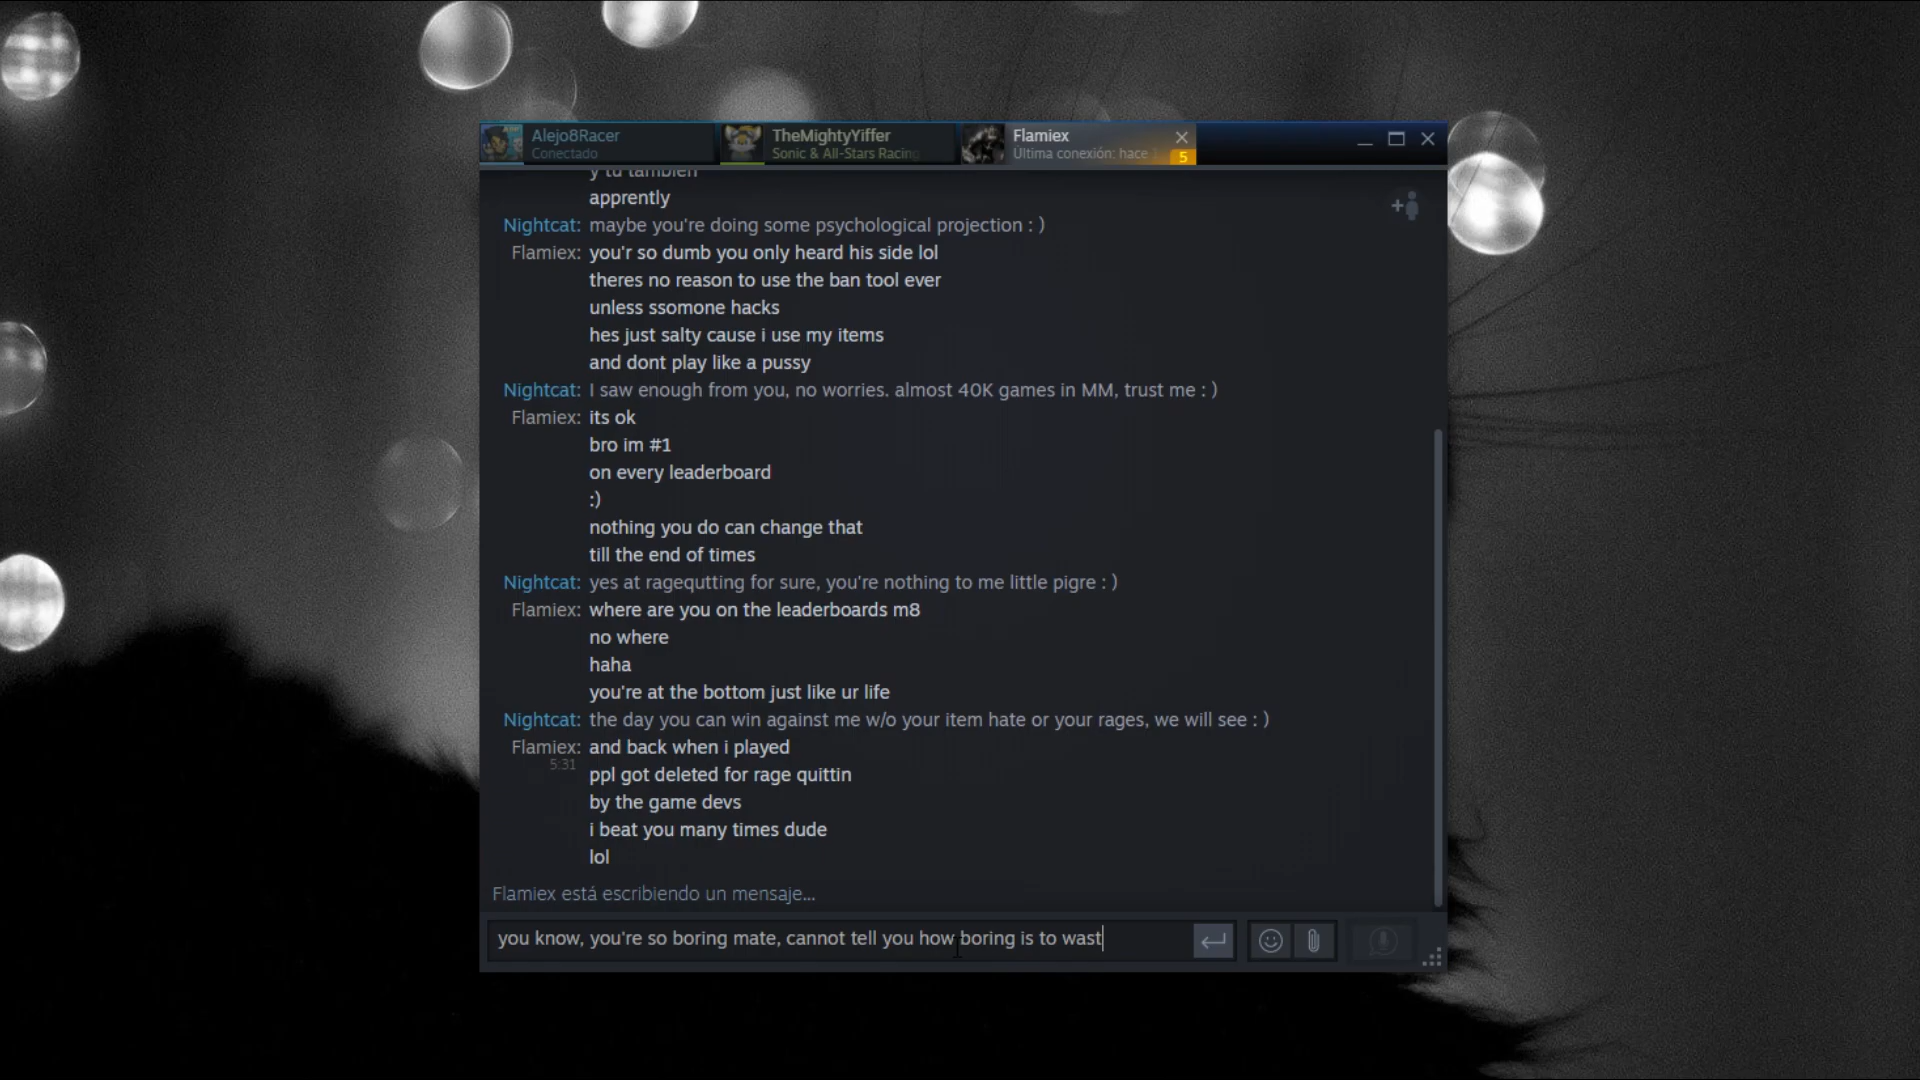 Alejo8Racer
Conectado
TheMightyYiffer
Sonic & All-Stars Racin
Flamiex
Última conexión: hace
5
y tú también
apprently
Nightcat: maybe you're doing some psychological projection : )
Flamiex: you'r so dumb you only heard his side lol
theres no reason to use the ban tool ever
unless ssomone hacks
hes just salty cause i use my items
and dont play like a pussy
Nightcat: I saw enough from you, no worries. almost 40K games in MM, trust me : )
Flamiex: its ok
bro im #1
on every leaderboard
:)
nothing you do can change that
till the end of times
Nightcat: yes at ragequtting for sure, you're nothing to me little pigre : )
Flamiex: where are you on the leaderboards m8
no where
haha
you're at the bottom just like ur life
Nightcat: the day you can win against me w/o your item hate or your rages, we will see : )
Flamiex: and back when i played
5:31
ppl got deleted for rage quittin
by the game devs
i beat you many times dude
lol
Flamiex está escribiendo un mensaje...
you know, you're so boring mate, cannot tell you how boring is to wast